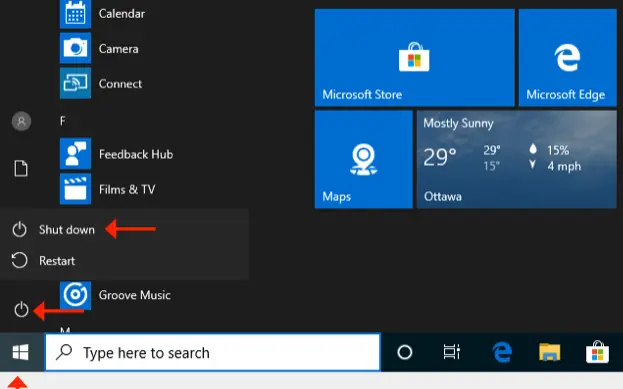 Calendar
Camera
Connect
F
Feedback Hub
Films & TV
Shut down
Restart
Groove Music
M
Microsoft Store
Microsoft Edge
Maps
Mostly Sunny
29° 29° 15%
15° 4 mph
Ottawa
Type here to search